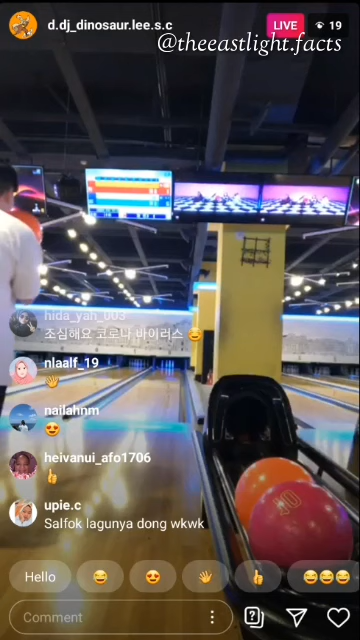 d.dj_dinosaur.lee.s.c
LIVE
19
@theeastlight.facts
hida_yah_003
조심해요 코로나 바이러스 😊
nlaalf_19
👋
nailahnm
😍
heivanui_afo1706
👍
upie.c
Salfok lagunya dong wkwk
Hello
😂
😍
👋
👍
😂😂😂
Comment